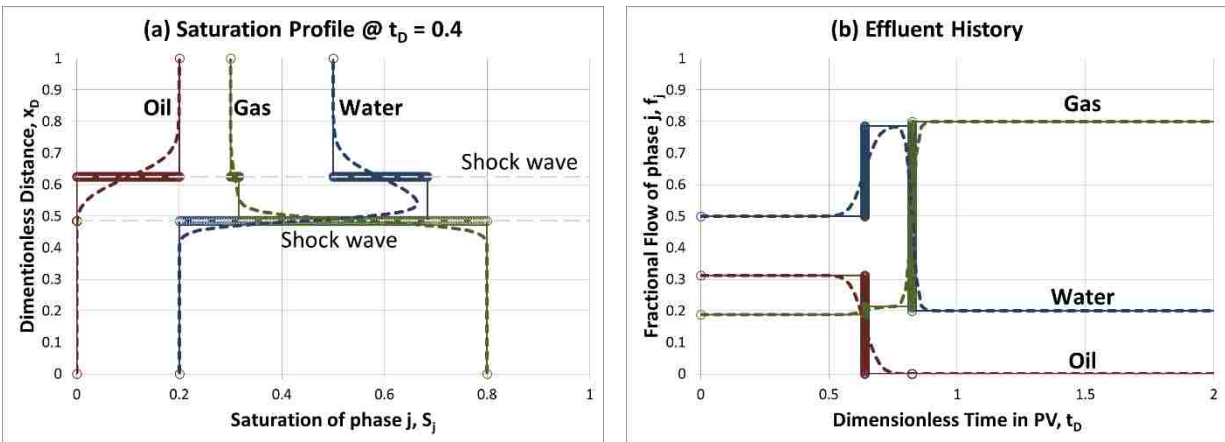 (a) Saturation Profile @ tD = 0.4
Dimentionless Distance, xD
1
0.9
0.8
0.7
0.6
0.5
0.4
0.3
0.2
0.1
0
Oil
Gas
Water
Shock wave
Shock wave
0
0.2
0.4
0.6
0.8
1
Saturation of phase j, Sj
(b) Effluent History
Fractional Flow of phase j, fj
1
0.9
0.8
0.7
0.6
0.5
0.4
0.3
0.2
0.1
0
Gas
Water
Oil
0
0.5
1
1.5
2
Dimensionless Time in PV, tD